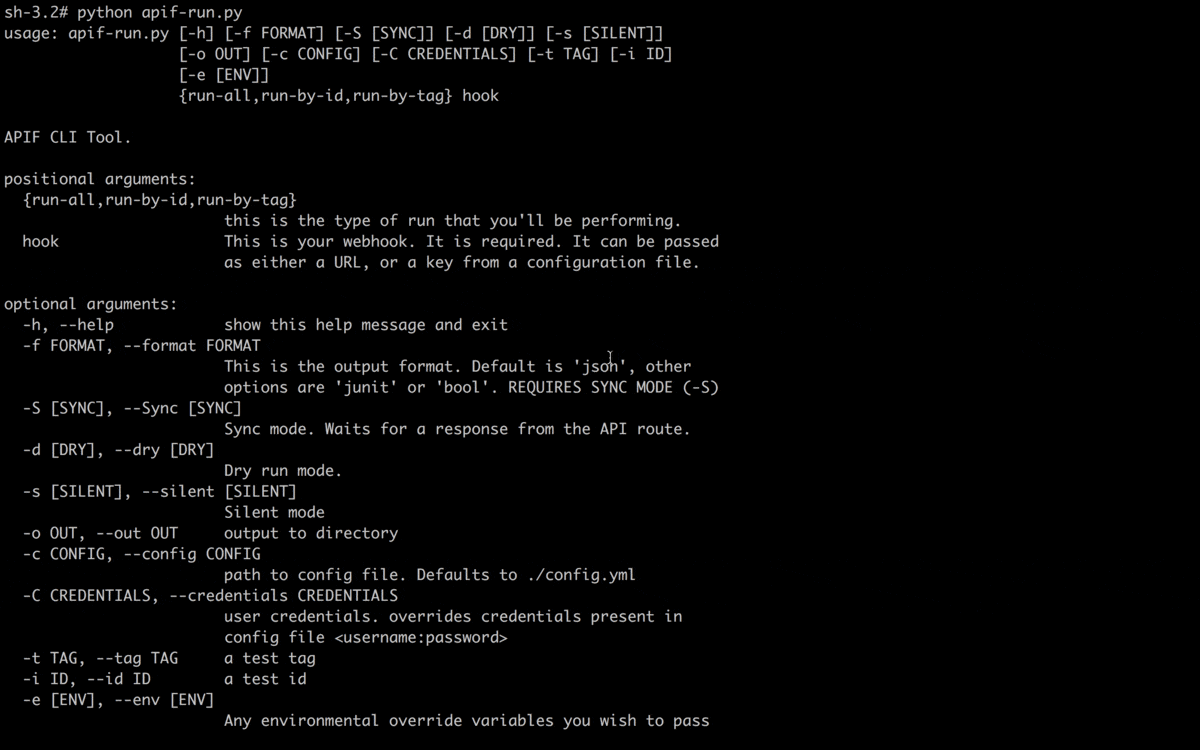 sh-3.2# python apif-run.py
usage: apif-run.py [-h] [-f FORMAT] [-S [SYNC]] [-d [DRY]] [-s [SILENT]]
[-o OUT] [-c CONFIG] [-C CREDENTIALS] [-t TAG] [-i ID]
[-e [ENV]]
{run-all,run-by-id,run-by-tag} hook
APIF CLI Tool.
positional arguments:
{run-all,run-by-id,run-by-tag}
this is the type of run that you'll be performing.
hook This is your webhook. It is required. It can be passed
as either a URL, or a key from a configuration file.
optional arguments:
-h, --help show this help message and exit
-f FORMAT, --format FORMAT
This is the output format. Default is 'json', other
options are 'junit' or 'bool'. REQUIRES SYNC MODE (-S)
-S [SYNC], --Sync [SYNC]
Sync mode. Waits for a response from the API route.
-d [DRY], --dry [DRY]
Dry run mode.
-s [SILENT], --silent [SILENT]
Silent mode
-o OUT, --out OUT output to directory
-c CONFIG, --config CONFIG
path to config file. Defaults to ./config.yml
-C CREDENTIALS, --credentials CREDENTIALS
user credentials. overrides credentials present in
config file <username:password>
-t TAG, --tag TAG a test tag
-i ID, --id ID a test id
-e [ENV], --env [ENV]
Any environmental override variables you wish to pass